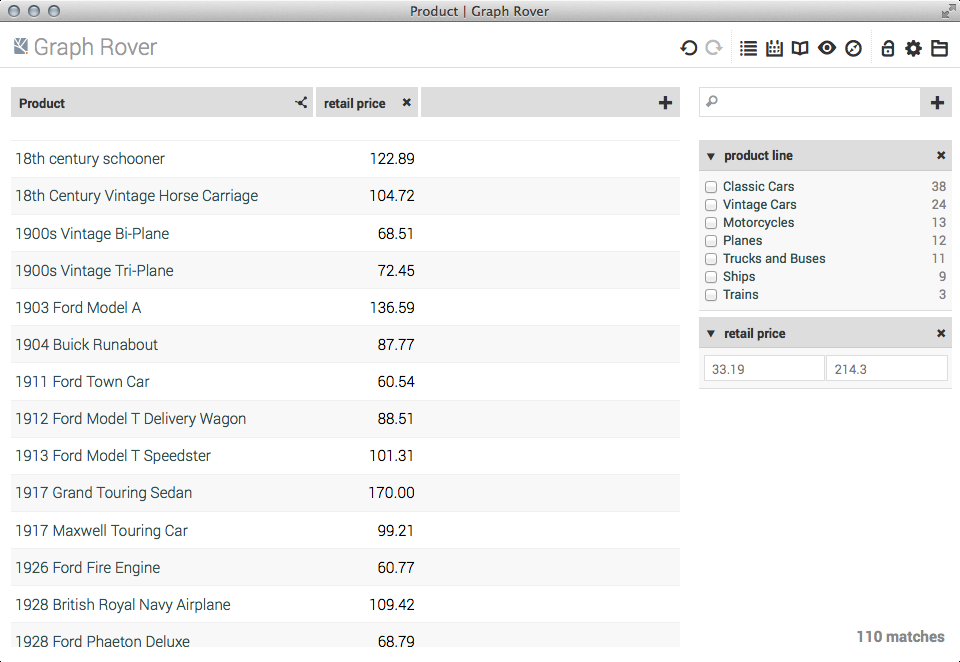 Product | Graph Rover
Graph Rover
Product retail price
18th century schooner 122.89
18th Century Vintage Horse Carriage 104.72
1900s Vintage Bi-Plane 68.51
1900s Vintage Tri-Plane 72.45
1903 Ford Model A 136.59
1904 Buick Runabout 87.77
1911 Ford Town Car 60.54
1912 Ford Model T Delivery Wagon 88.51
1913 Ford Model T Speedster 101.31
1917 Grand Touring Sedan 170.00
1917 Maxwell Touring Car 99.21
1926 Ford Fire Engine 60.77
1928 British Royal Navy Airplane 109.42
1928 Ford Phaeton Deluxe 68.79
product line
Classic Cars 38
Vintage Cars 24
Motorcycles 13
Planes 12
Trucks and Buses 11
Ships 9
Trains 3
retail price
33.19 214.3
110 matches